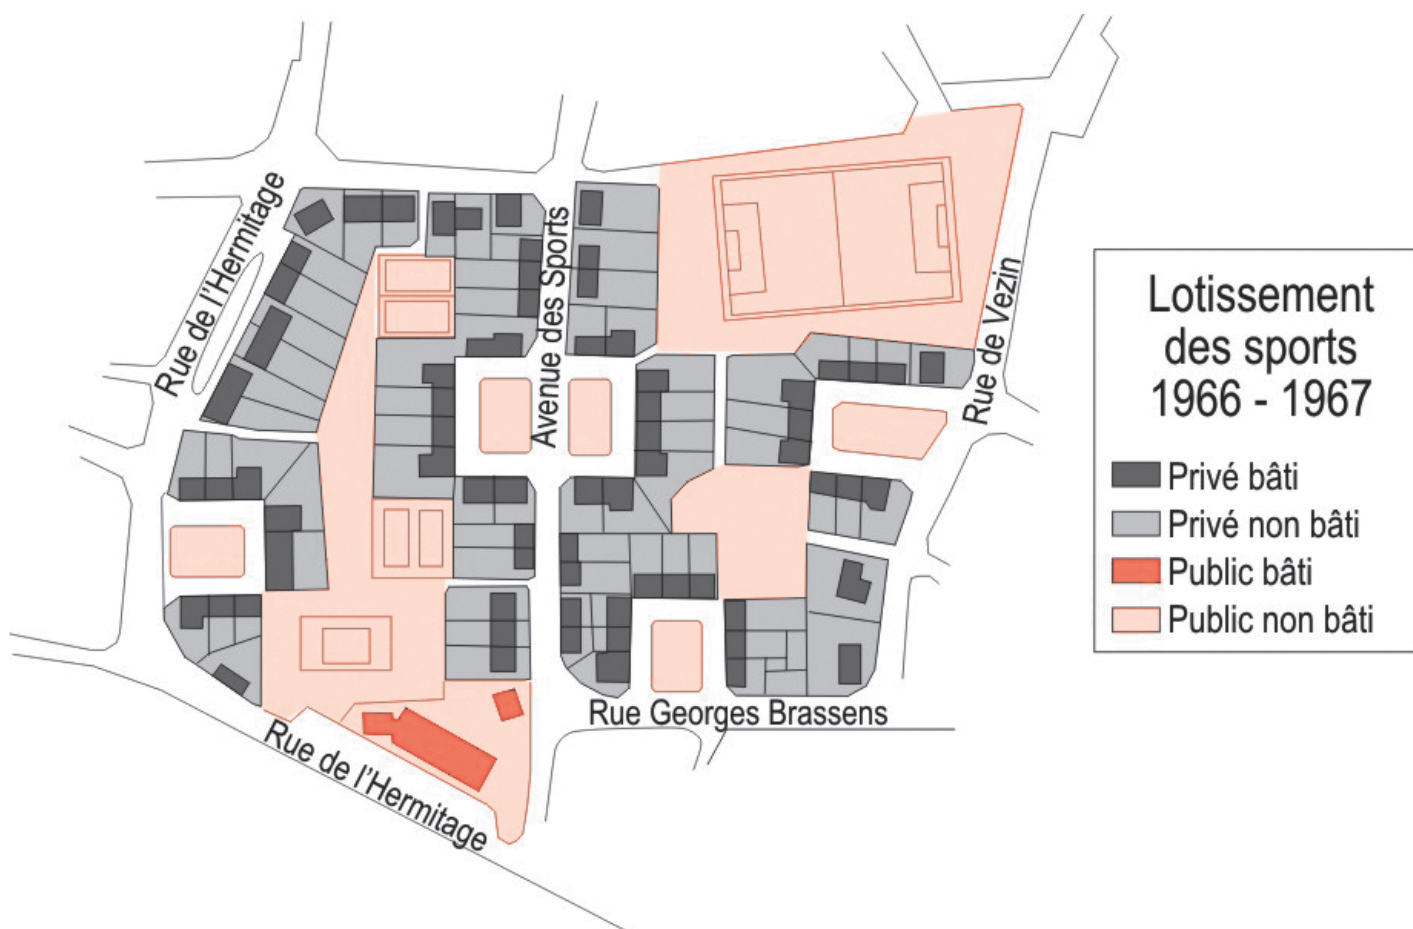 Rue de l'Hermitage
Avenue des Sports
Rue de Vezin
Rue Georges Brassens
Rue de l'Hermitage
Lotissement
des sports
1966 - 1967
Privé bâti
Privé non bâti
Public bâti
Public non bâti